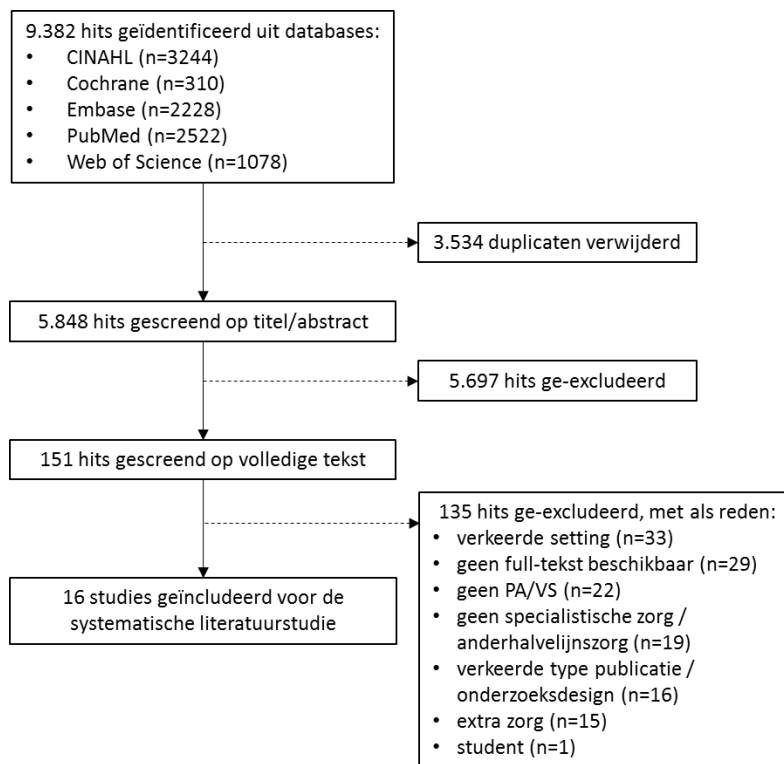 9.382 hits geïdentificeerd uit databases:
• CINAHL (n=3244)
• Cochrane (n=310)
• Embase (n=2228)
• PubMed (n=2522)
• Web of Science (n=1078)
3.534 duplicaten verwijderd
5.848 hits gescreend op titel/abstract
5.697 hits ge-excludeerd
151 hits gescreend op volledige tekst
135 hits ge-excludeerd, met als reden:
• verkeerde setting (n=33)
• geen full-tekst beschikbaar (n=29)
• geen PA/VS (n=22)
• geen specialistische zorg /
anderhalvelijnszorg (n=19)
• verkeerde type publicatie /
onderzoeksdesign (n=16)
• extra zorg (n=15)
• student (n=1)
16 studies geïncludeerd voor de
systematische literatuurstudie